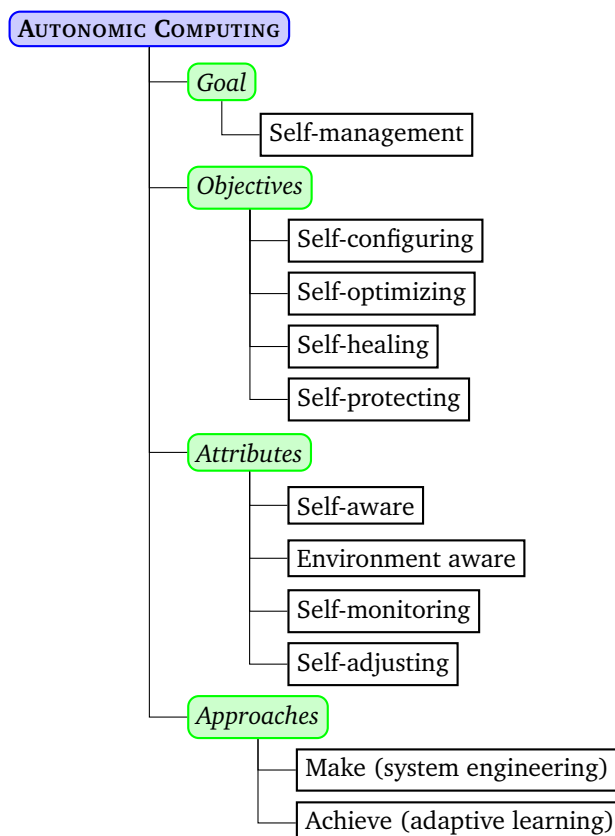 AUTONOMIC COMPUTING
Goal
Self-management
Objectives
Self-configuring
Self-optimizing
Self-healing
Self-protecting
Attributes
Self-aware
Environment aware
Self-monitoring
Self-adjusting
Approaches
Make (system engineering)
Achieve (adaptive learning)